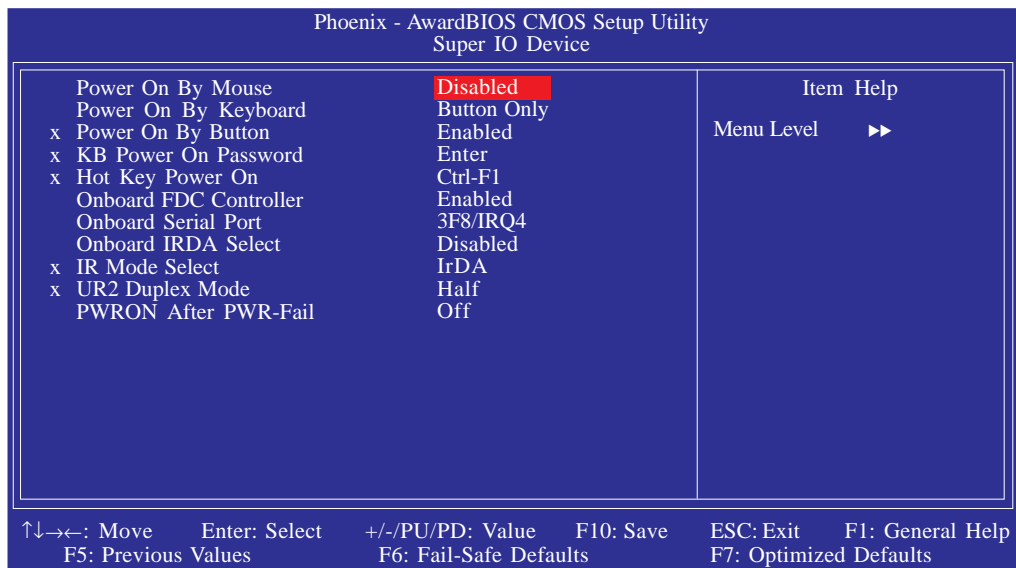 Phoenix - AwardBIOS CMOS Setup Utility
Super IO Device
Power On By Mouse Disabled
Power On By Keyboard Button Only
x Power On By Button Enabled
x KB Power On Password Enter
x Hot Key Power On Ctrl-F1
Onboard FDC Controller Enabled
Onboard Serial Port 3F8/IRQ4
Onboard IRDA Select Disabled
x IR Mode Select IrDA
x UR2 Duplex Mode Half
PWRON After PWR-Fail Off
Item Help
Menu Level ►►
↑↓→←: Move Enter: Select +/-/PU/PD: Value F10: Save ESC: Exit F1: General Help
F5: Previous Values F6: Fail-Safe Defaults F7: Optimized Defaults